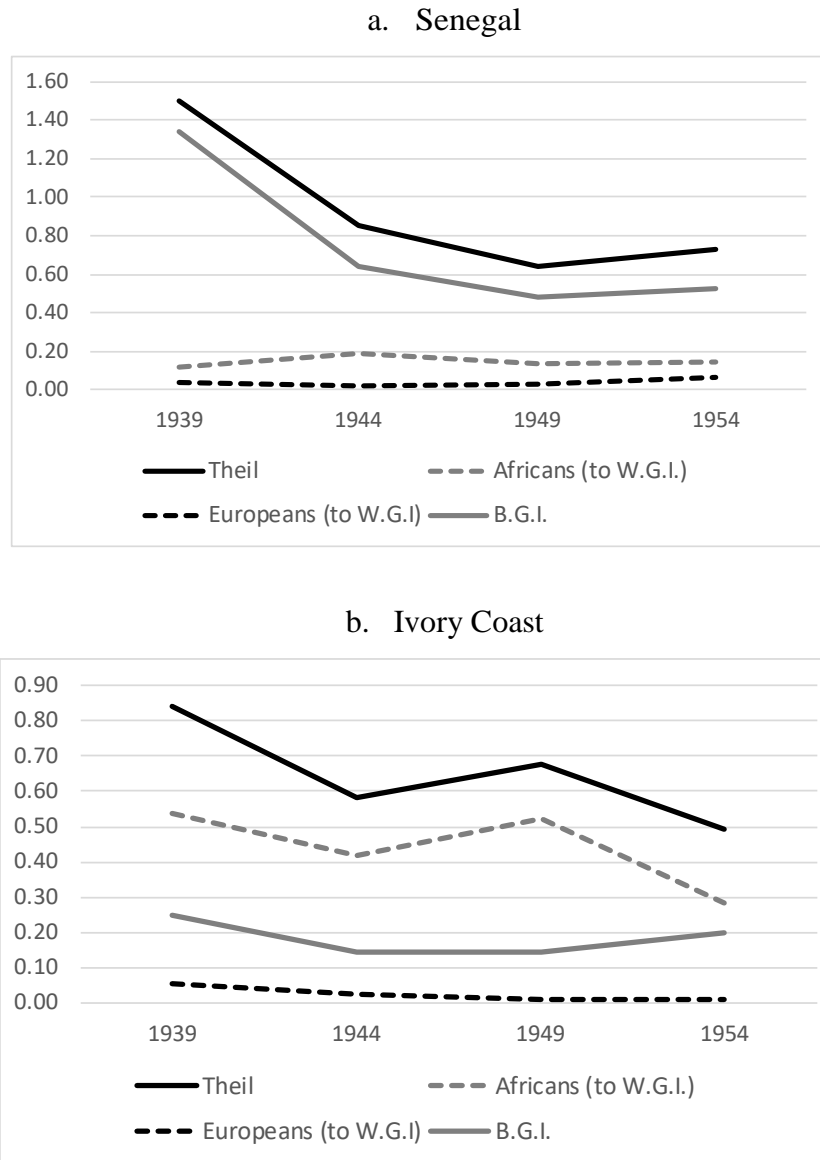 a. Senegal
1.60
1.40
1.20
1.00
0.80
0.60
0.40
0.20
0.00
1939 1944 1949 1954
Theil Africans (to W.G.I.)
Europeans (to W.G.I) B.G.I.
b. Ivory Coast
0.90
0.80
0.70
0.60
0.50
0.40
0.30
0.20
0.10
0.00
1939 1944 1949 1954
Theil Africans (to W.G.I.)
Europeans (to W.G.I) B.G.I.